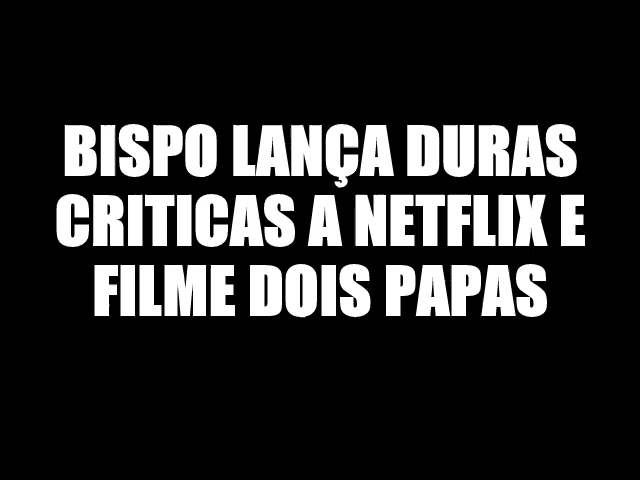 BISPO LANÇA DURAS
CRITICAS A NETFLIX E
FILME DOIS PAPAS